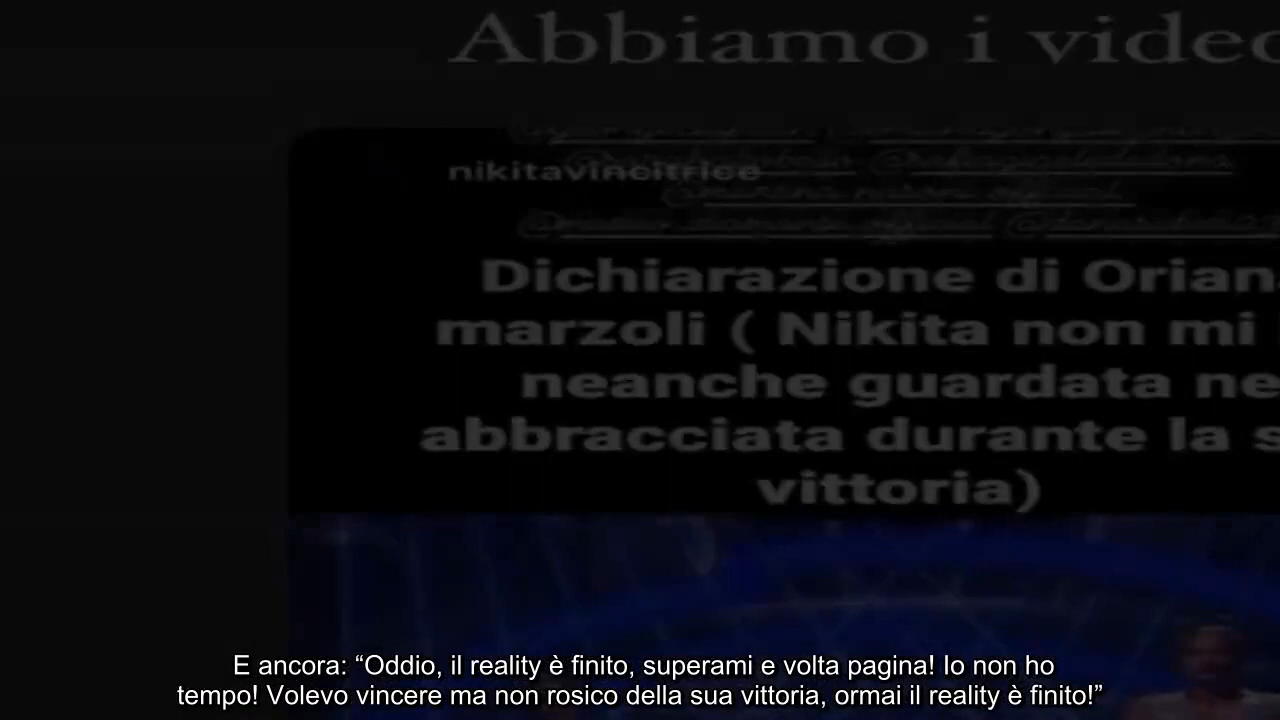 Abbiamo i video
nikitavincitrice
Dichiarazione di Orian
marzoli ( Nikita non mi
neanche guardata ne
abbracciata durante la s
vittoria)
E ancora: “Oddio, il reality è finito, superami e volta pagina! Io non ho
tempo! Volevo vincere ma non rosico della sua vittoria, ormai il reality è finito!”